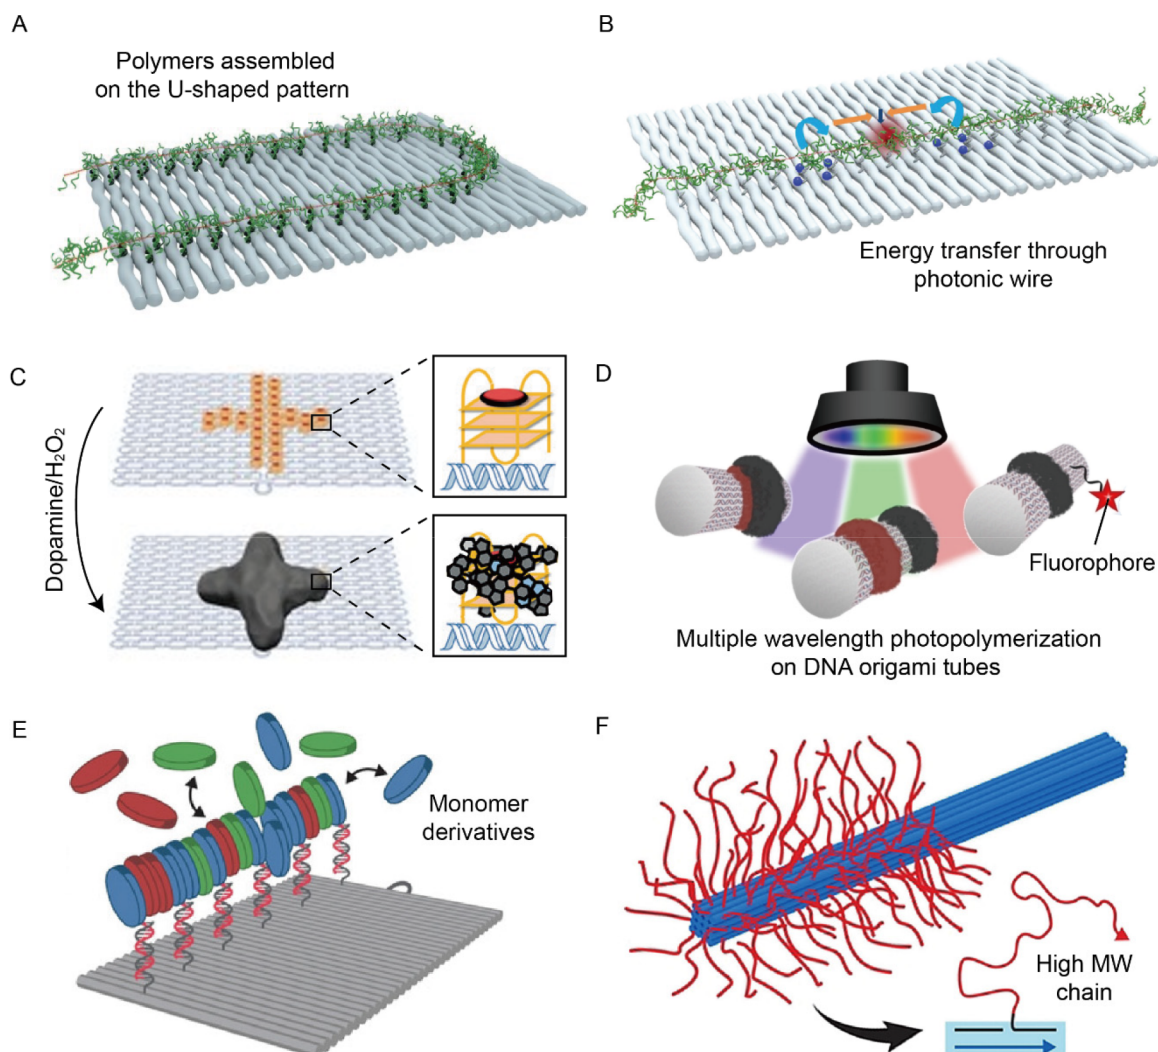 A
Polymers assembled
on the U-shaped pattern
B
Energy transfer through
photonic wire
C
Dopamine/H₂O₂
D
Fluorophore
Multiple wavelength photopolymerization
on DNA origami tubes
E
Monomer
derivatives
F
High MW
chain